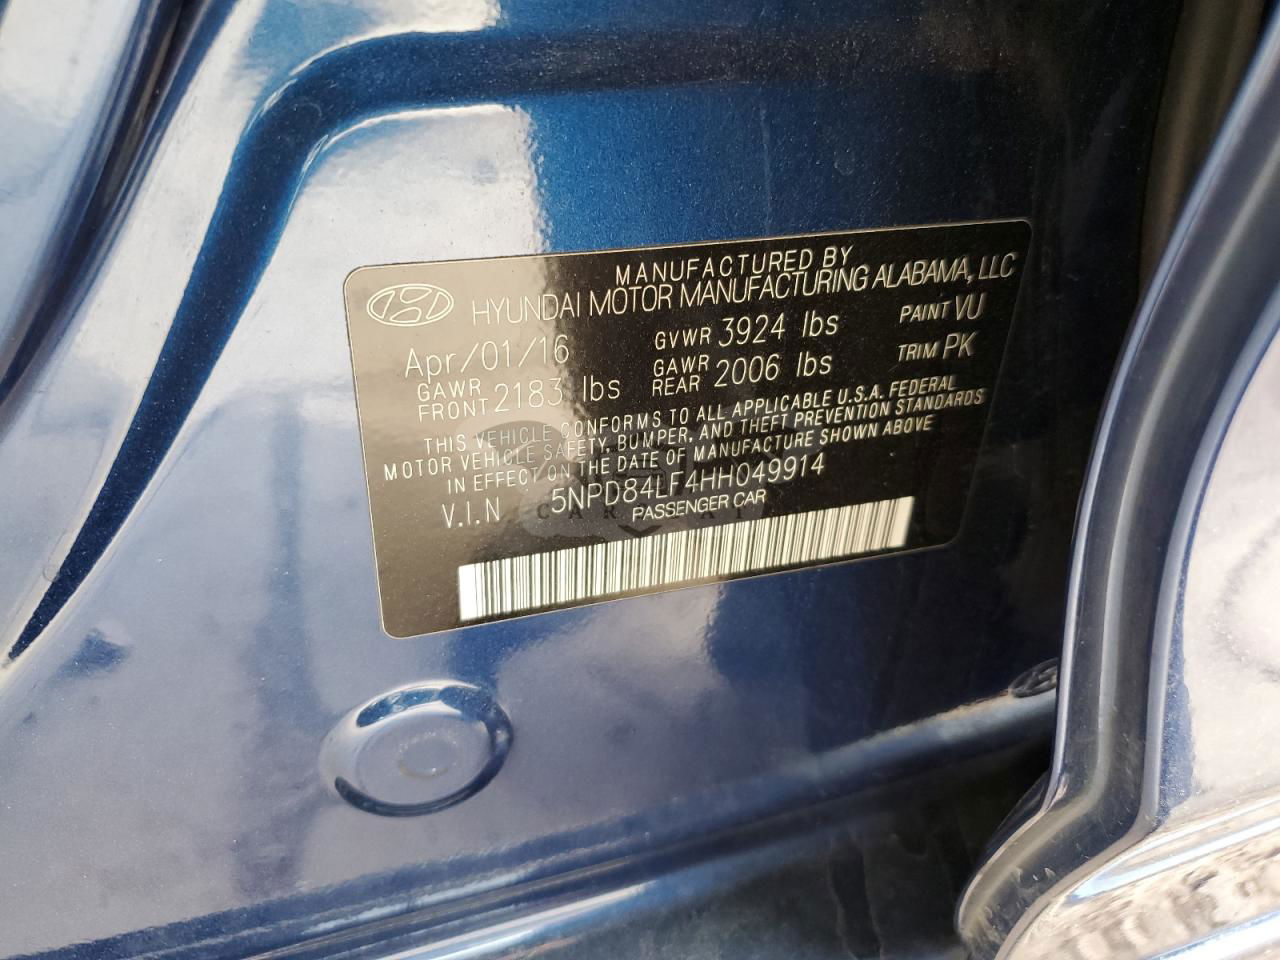 MANUFACTURED BY
HYUNDAI MOTOR MANUFACTURING ALABAMA, LLC
Apr/01/16 GVWR 3924 lbs PAINT VU
GAWR FRONT 2183 lbs GAWR REAR 2006 lbs TRIM PK
THIS VEHICLE CONFORMS TO ALL APPLICABLE U.S.A. FEDERAL
MOTOR VEHICLE SAFETY, BUMPER, AND THEFT PREVENTION STANDARDS
IN EFFECT ON THE DATE OF MANUFACTURE SHOWN ABOVE
V.I.N 5NPD84LF4HH049914
PASSENGER CAR